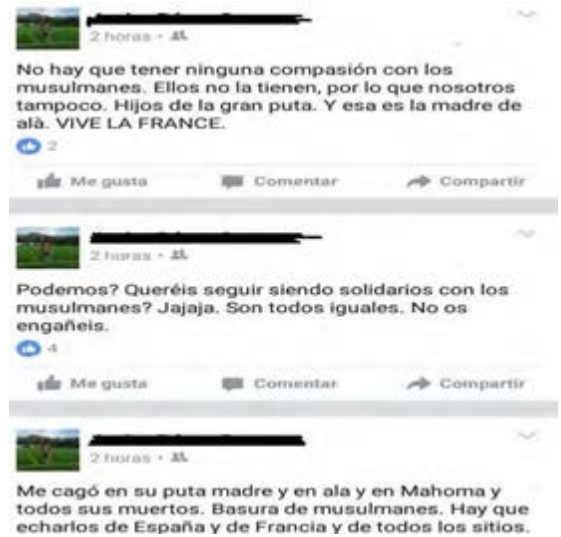 2 horas
No hay que tener ninguna compasión con los
musulmanes. Ellos no la tienen, por lo que nosotros
tampoco. Hijos de la gran puta. Y esa es la madre de
alà. VIVE LA FRANCE.
2
Me gusta Comentar Compartir
2 horas
Podemos? Queréis seguir siendo solidarios con los
musulmanes? Jajaja. Son todos iguales. No os
engañeis.
4
Me gusta Comentar Compartir
2 horas
Me cagó en su puta madre y en ala y en Mahoma y
todos sus muertos. Basura de musulmanes. Hay que
echarlos de España y de Francia y de todos los sitios.